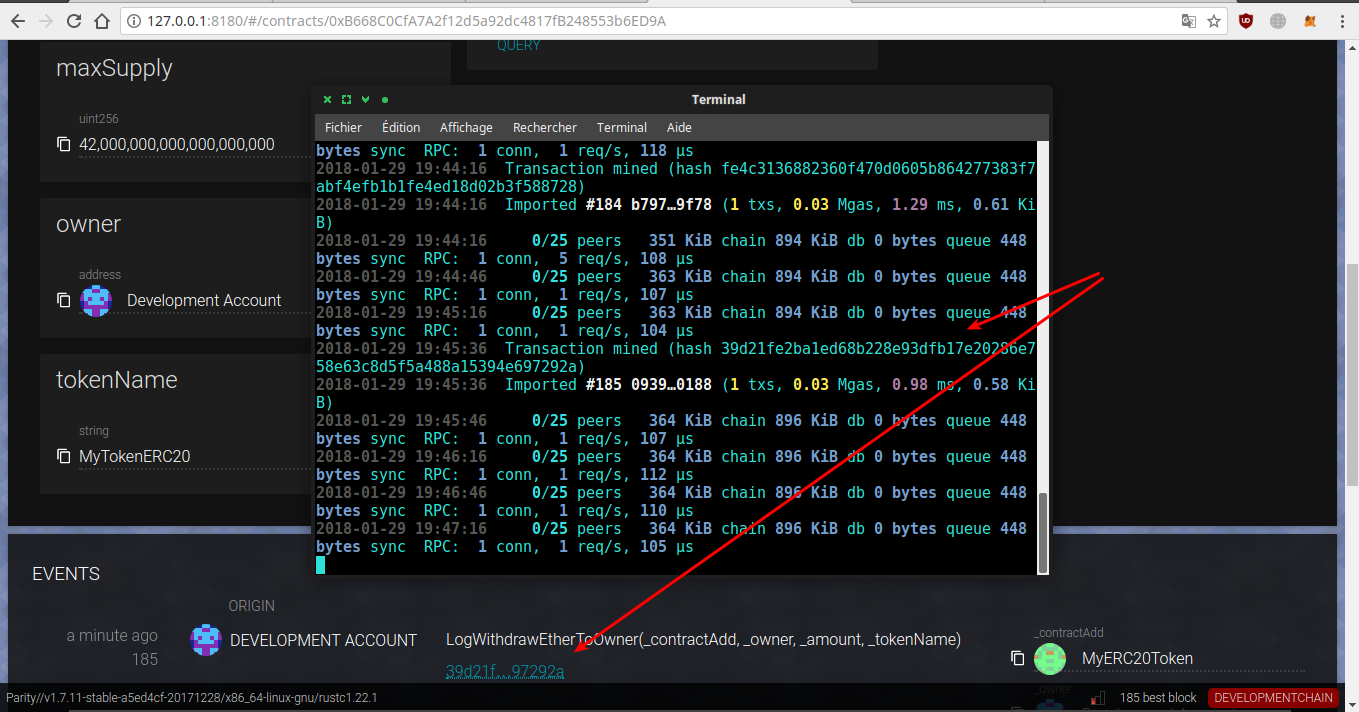 127.0.0.1:8180/#/contracts/0xB668C0CfA7A2f12d5a92dc4817fB248553b6ED9A
QUERY
maxSupply
uint256
42,000,000,000,000,000,000
owner
address
Development Account
tokenName
string
MyTokenERC20
Terminal
Fichier Édition Affichage Rechercher Terminal Aide
bytes sync RPC: 1 conn, 1 req/s, 118 µs
2018-01-29 19:44:16 Transaction mined (hash fe4c3136882360f470d0605b864277383f7
abf4efb1b1fe4ed18d02b3f588728)
2018-01-29 19:44:16 Imported #184 b797…9f78 (1 txs, 0.03 Mgas, 1.29 ms, 0.61 Ki
B)
2018-01-29 19:44:16 0/25 peers 351 KiB chain 894 KiB db 0 bytes queue 448
bytes sync RPC: 1 conn, 5 req/s, 108 µs
2018-01-29 19:44:46 0/25 peers 363 KiB chain 894 KiB db 0 bytes queue 448
bytes sync RPC: 1 conn, 1 req/s, 107 µs
2018-01-29 19:45:16 0/25 peers 363 KiB chain 894 KiB db 0 bytes queue 448
bytes sync RPC: 1 conn, 1 req/s, 104 µs
2018-01-29 19:45:36 Transaction mined (hash 39d21fe2ba1ed68b228e93dfb17e20286e7
58e63c8d5f5a488a15394e697292a)
2018-01-29 19:45:36 Imported #185 0939…0188 (1 txs, 0.03 Mgas, 0.98 ms, 0.58 Ki
B)
2018-01-29 19:45:46 0/25 peers 364 KiB chain 896 KiB db 0 bytes queue 448
bytes sync RPC: 1 conn, 1 req/s, 107 µs
2018-01-29 19:46:16 0/25 peers 364 KiB chain 896 KiB db 0 bytes queue 448
bytes sync RPC: 1 conn, 1 req/s, 112 µs
2018-01-29 19:46:46 0/25 peers 364 KiB chain 896 KiB db 0 bytes queue 448
bytes sync RPC: 1 conn, 1 req/s, 110 µs
2018-01-29 19:47:16 0/25 peers 364 KiB chain 896 KiB db 0 bytes queue 448
bytes sync RPC: 1 conn, 1 req/s, 105 µs
EVENTS
ORIGIN
a minute ago
185
DEVELOPMENT ACCOUNT
LogWithdrawEtherToOwner(_contractAdd, _owner, _amount, _tokenName)
39d21f…97292a
_contractAdd
MyERC20Token
_owner
Parity//v1.7.11-stable-a5ed4cf-20171228/x86_64-linux-gnu/rustc1.22.1
185 best block
DEVELOPMENTCHAIN